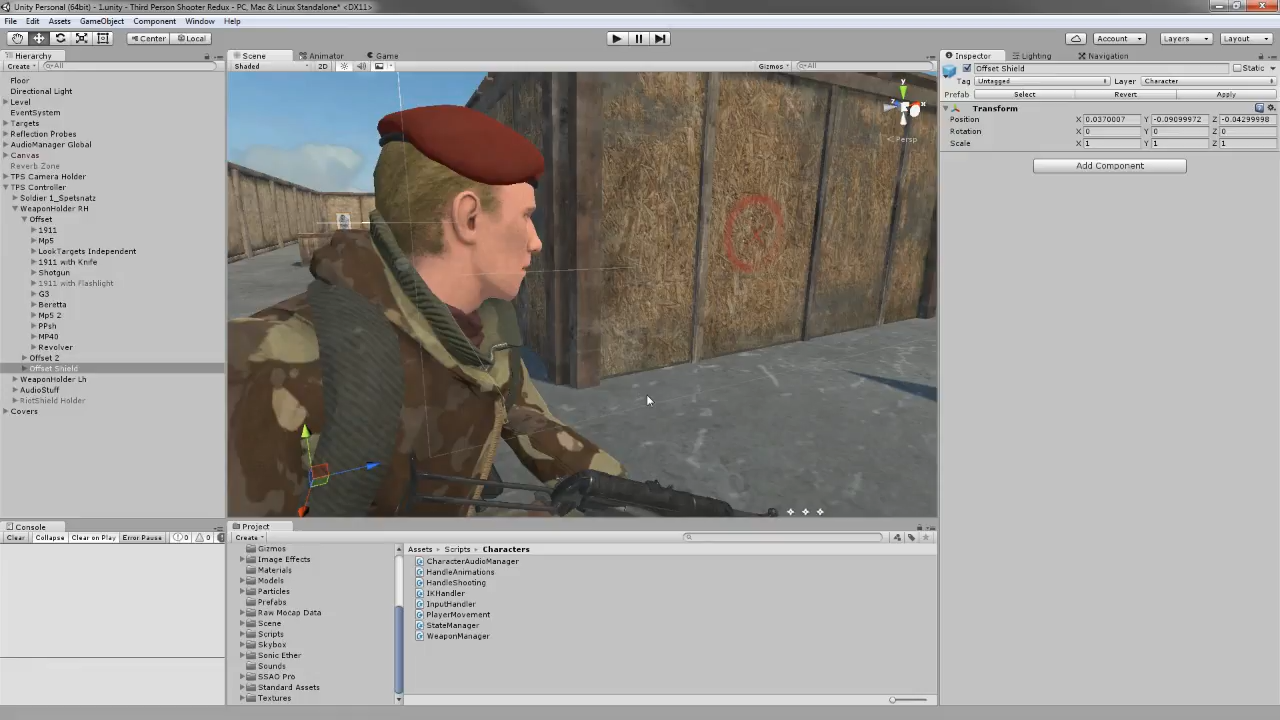 Unity Personal (64bit) - 1.unity - Third Person Shooter Redux - PC, Mac & Linux Standalone* <DX11>
File Edit Assets GameObject Component Window Help
Center Local Account Layers Layout
Hierarchy Scene Animator Game Inspector Lighting Navigation
Create All Shaded 2D Gizmos All Offset Shield Static
Tag Untagged Layer Character
Prefab Select Revert Apply
Transform
Position X 0.0370007 Y -0.09099972 Z -0.04299998
Rotation X 0 Y 0 Z 0
Scale X 1 Y 1 Z 1
Add Component
y
x
z
Persp
Floor
Directional Light
Level
EventSystem
Targets
Reflection Probes
AudioManager Global
Canvas
Reverb Zone
TPS Camera Holder
TPS Controller
Soldier 1_Spetsnatz
WeaponHolder RH
Offset
1911
Mp5
LookTargets Independent
1911 with Knife
Shotgun
1911 with Flashlight
G3
Beretta
Mp5 2
PPsh
MP40
Revolver
Offset 2
Offset Shield
WeaponHolder Lh
AudioStuff
RiotShield Holder
Covers
Console
Clear Collapse Clear on Play Error Pause 0 0
Project
Create
Gizmos
Image Effects
Materials
Models
Particles
Prefabs
Raw Mocap Data
Scene
Scripts
Skybox
Sonic Ether
Sounds
SSAO Pro
Standard Assets
Textures
Assets Scripts Characters
CharacterAudioManager
HandleAnimations
HandleShooting
IKHandler
InputHandler
PlayerMovement
StateManager
WeaponManager